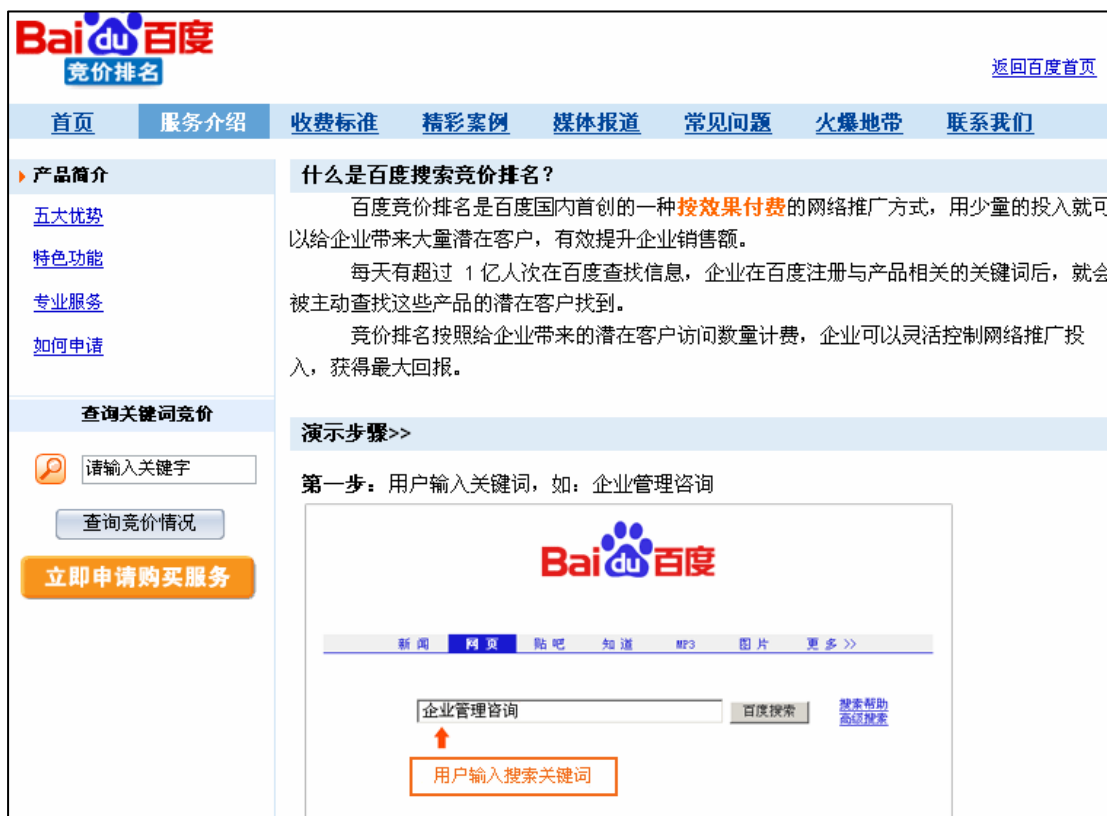 Baidu百度
竞价排名
返回百度首页
首页 服务介绍 收费标准 精彩案例 媒体报道 常见问题 火爆地带 联系我们
产品简介
五大优势
特色功能
专业服务
如何申请
查询关键词竞价
请输入关键字
查询竞价情况
立即申请购买服务
什么是百度搜索竞价排名?
百度竞价排名是百度国内首创的一种按效果付费的网络推广方式，用少量的投入就可
以给企业带来大量潜在客户，有效提升企业销售额。
每天有超过 1 亿人次在百度查找信息，企业在百度注册与产品相关的关键词后，就会
被主动查找这些产品的潜在客户找到。
竞价排名按照给企业带来的潜在客户访问数量计费，企业可以灵活控制网络推广投
入，获得最大回报。
演示步骤>>
第一步：用户输入关键词，如：企业管理咨询
Baidu百度
新闻 网页 贴吧 知道 MP3 图片 更多>>
企业管理咨询 百度搜索 搜索帮助
高级搜索
用户输入搜索关键词